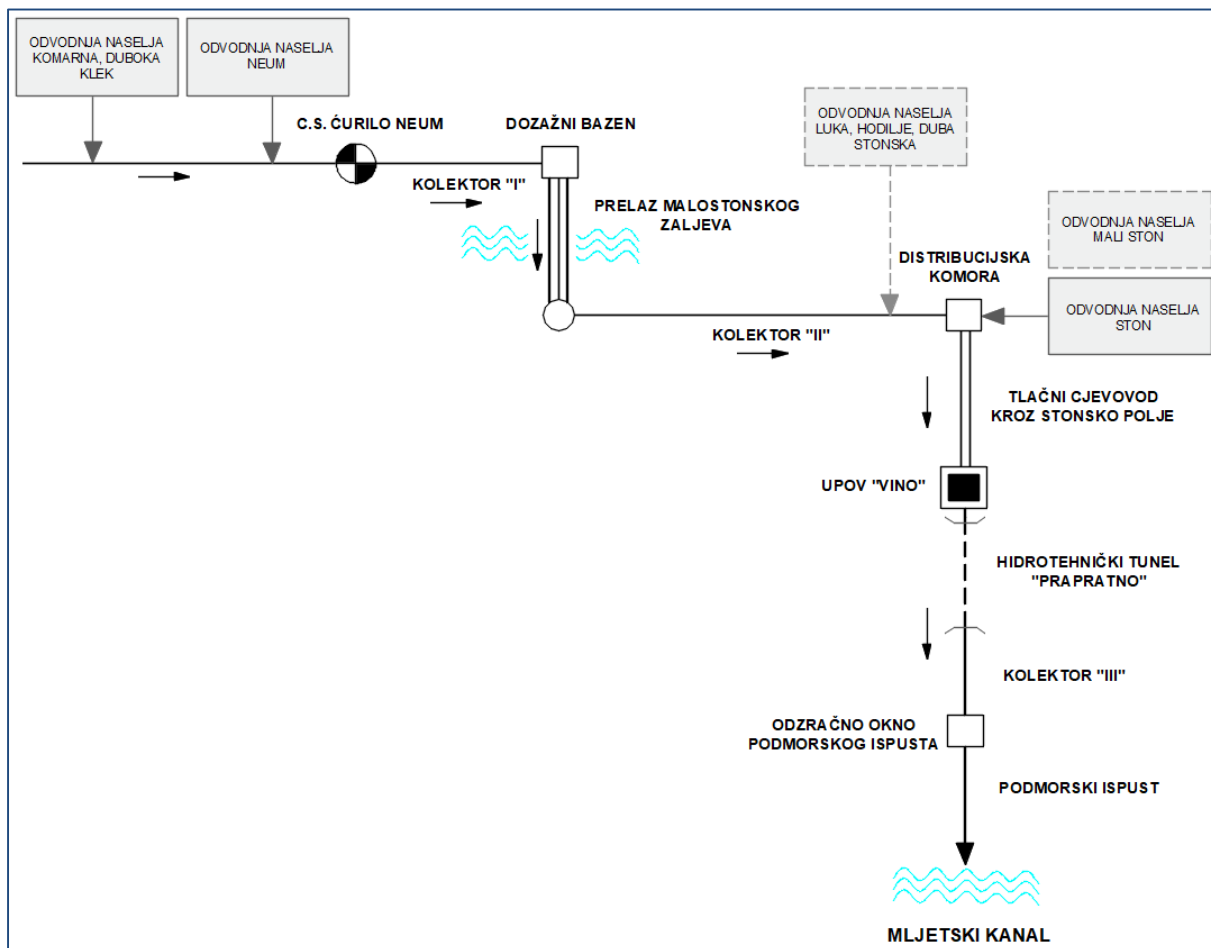 ODVODNJA NASELJA
KOMARNA, DUBOKA
KLEK
ODVODNJA NASELJA
NEUM
C.S. ĆURILO NEUM
DOZAŽNI BAZEN
ODVODNJA NASELJA
LUKA, HODILJE, DUBA
STONSKA
KOLEKTOR "I"
PRELAZ MALOSTONSKOG
ZALJEVA
ODVODNJA NASELJA
MALI STON
DISTRIBUCIJSKA
KOMORA
ODVODNJA NASELJA
STON
KOLEKTOR "II"
TLAČNI CJEVOVOD
KROZ STONSKO POLJE
UPOV "VINO"
HIDROTEHNIČKI TUNEL
"PRAPRATNO"
KOLEKTOR "III"
ODZRAČNO OKNO
PODMORSKOG ISPUSTA
PODMORSKI ISPUST
MLJETSKI KANAL